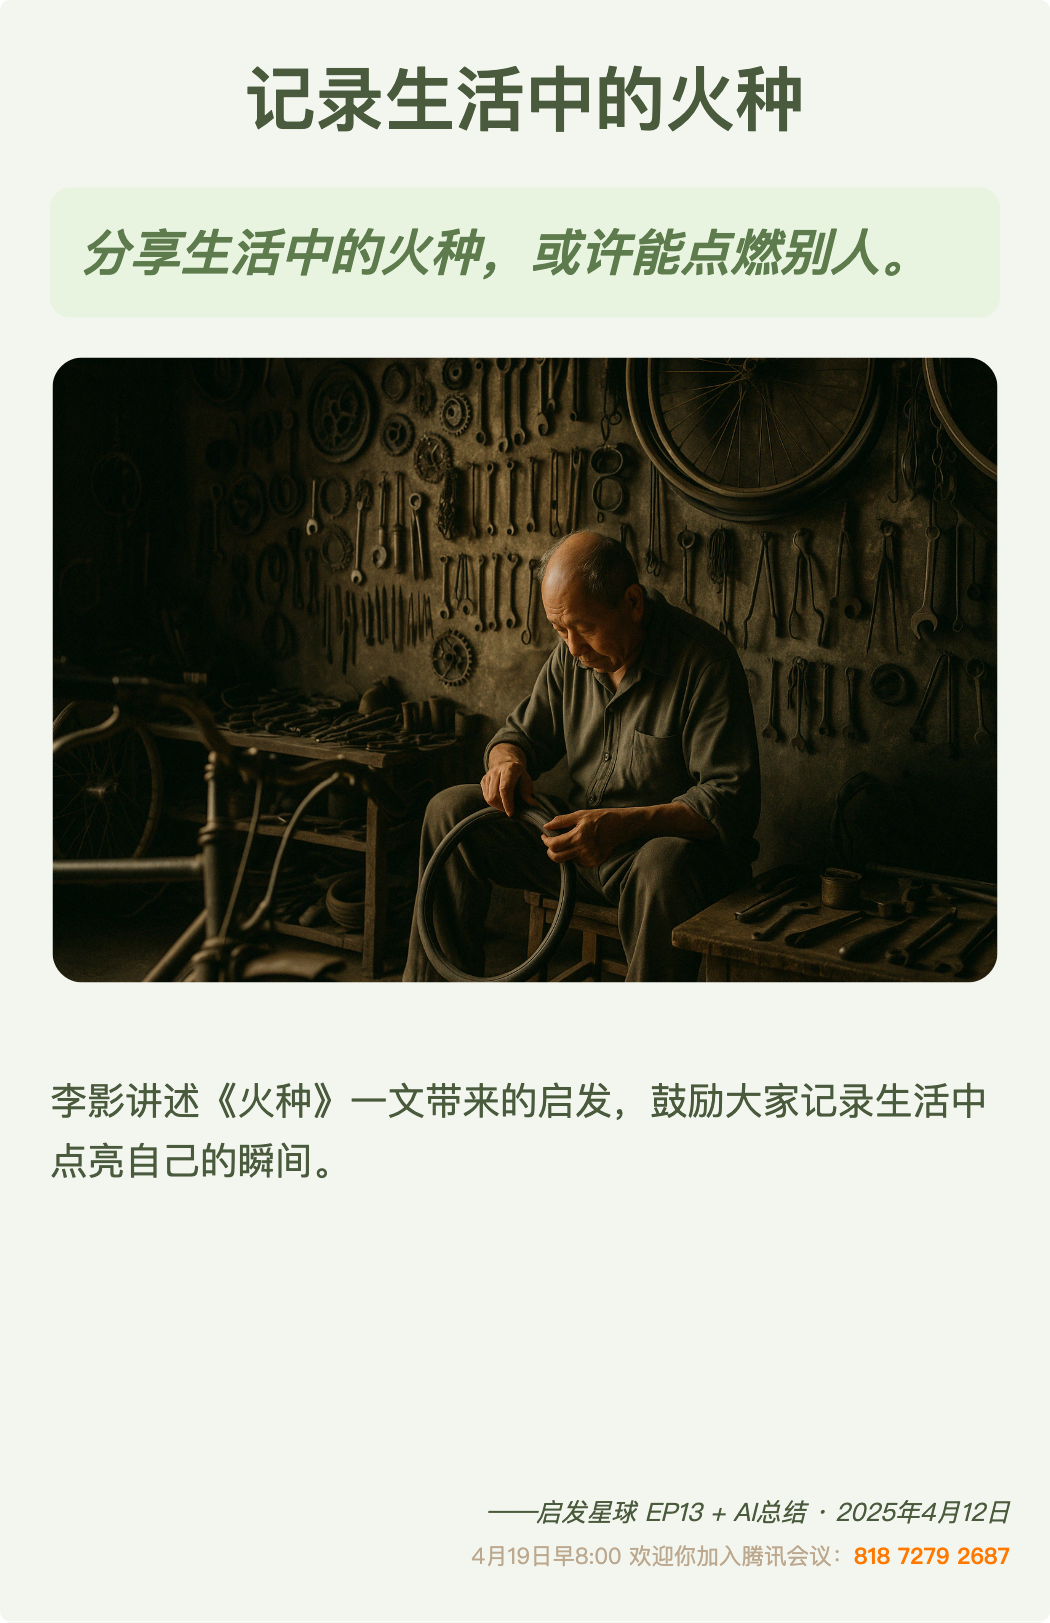 记录生活中的火种
分享生活中的火种，或许能点燃别人。
李影讲述《火种》一文带来的启发，鼓励大家记录生活中
点亮自己的瞬间。
——启发星球 EP13 + AI总结 · 2025年4月12日
4月19日早8:00 欢迎你加入腾讯会议：818 7279 2687